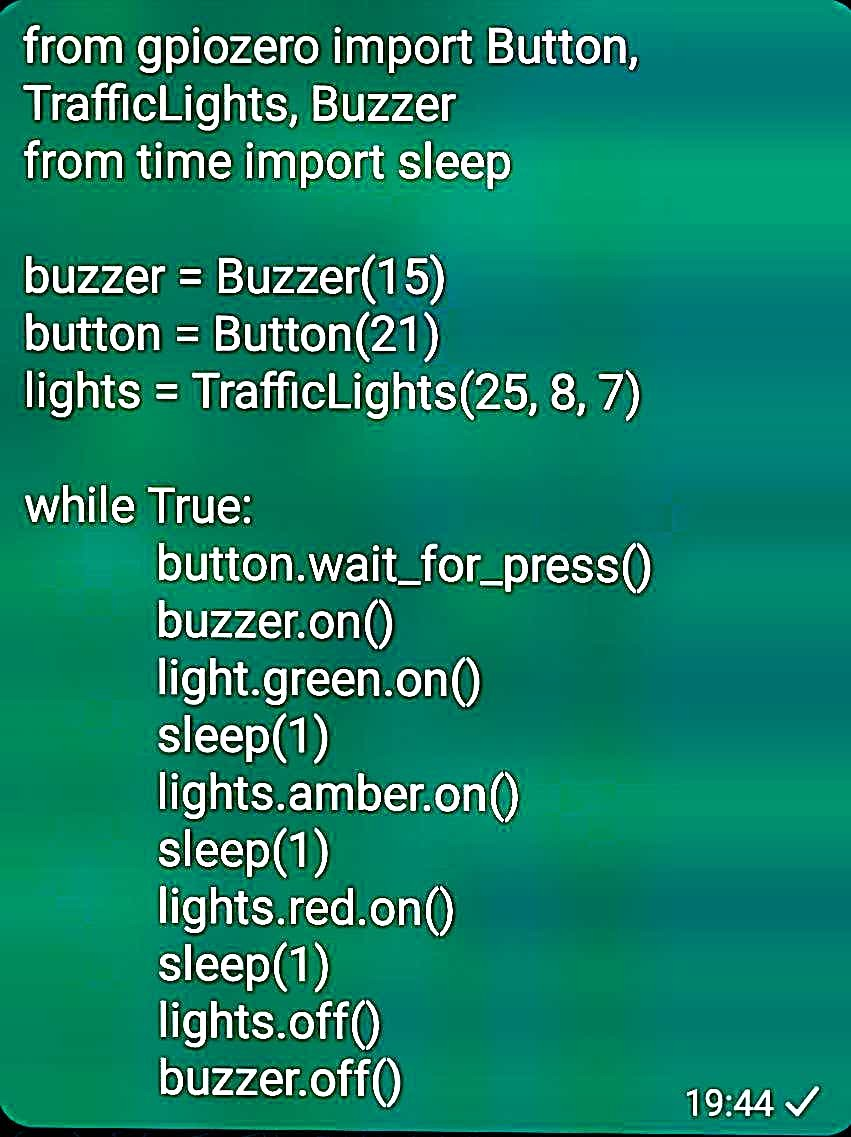 from gpiozero import Button,
TrafficLights, Buzzer
from time import sleep

buzzer = Buzzer(15)
button = Button(21)
lights = TrafficLights(25, 8, 7)

while True:
        button.wait_for_press()
        buzzer.on()
        light.green.on()
        sleep(1)
        lights.amber.on()
        sleep(1)
        lights.red.on()
        sleep(1)
        lights.off()
        buzzer.off()
19:44 ✓